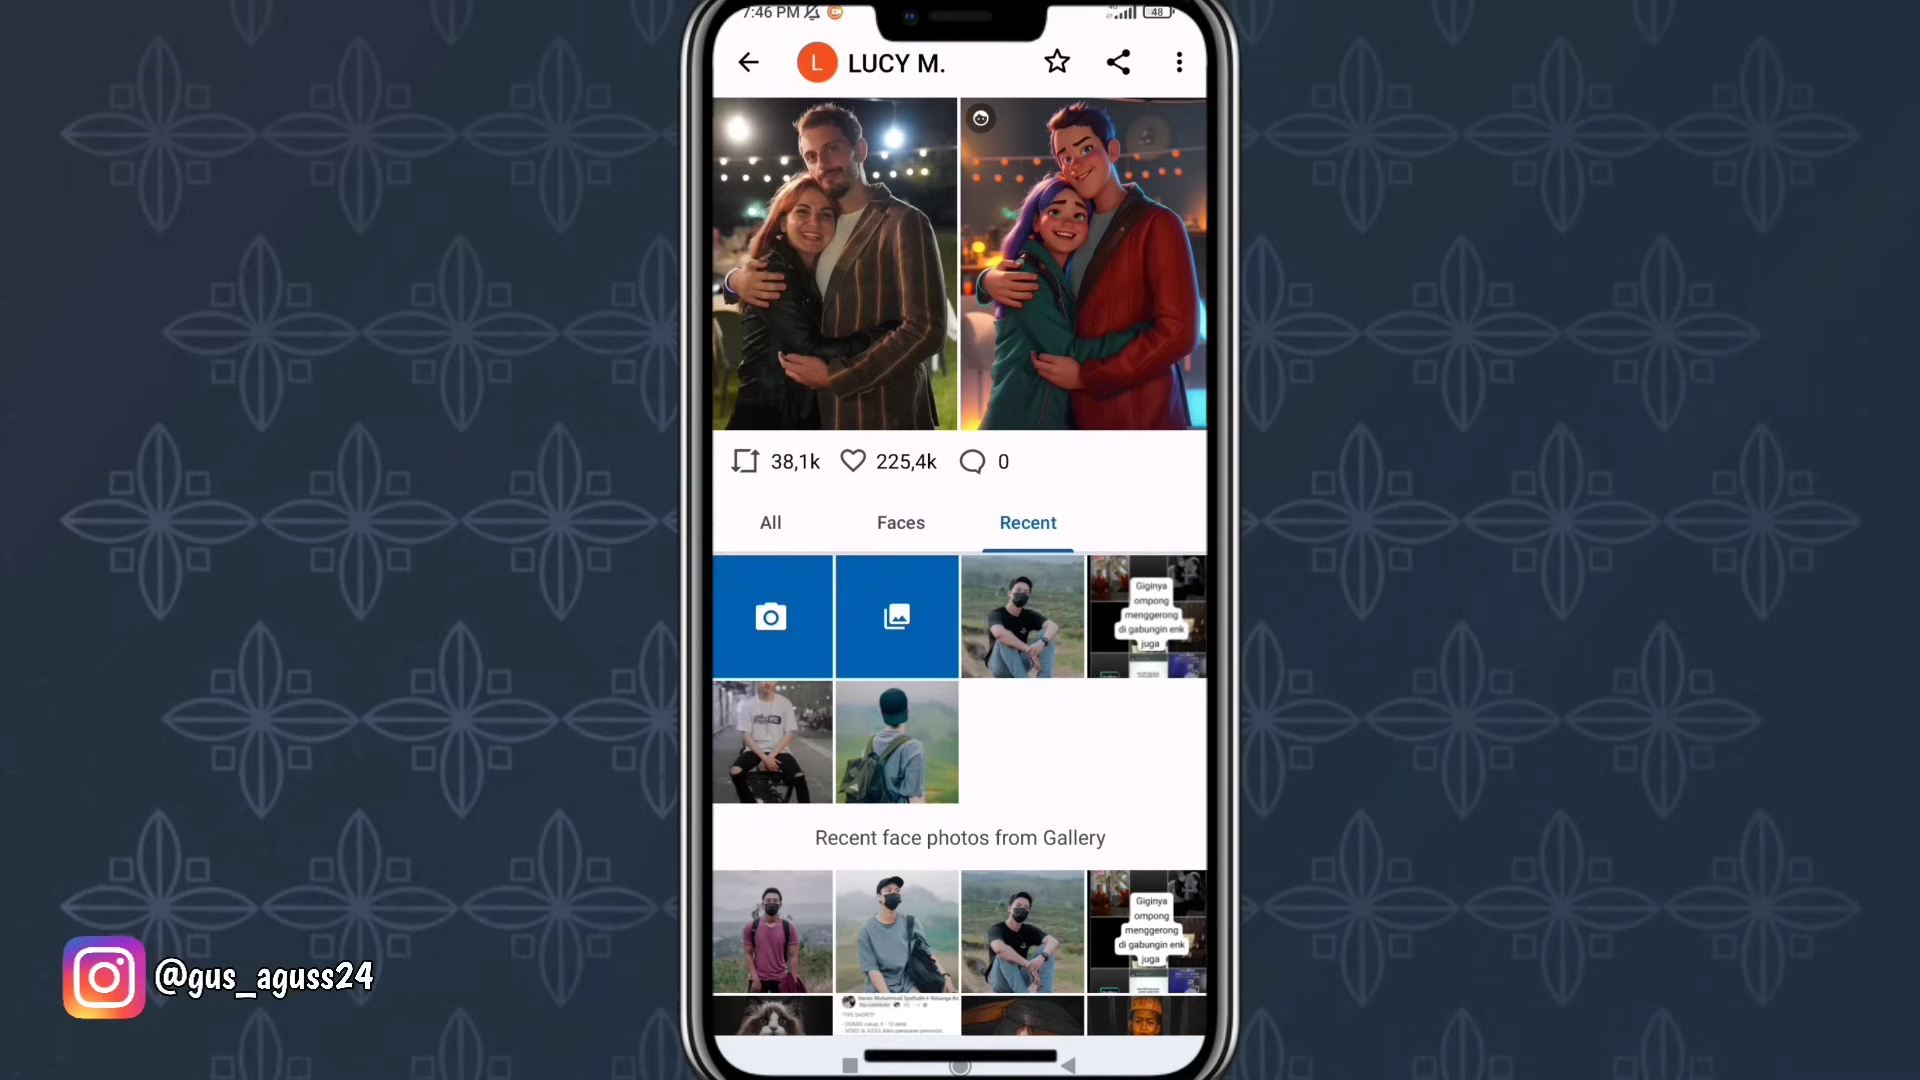 7:46 PM
48
L LUCY M.
38,1k 225,4k 0
All Faces Recent
Giginya
ompong
menggerong
di gabungin enk
juga
Recent face photos from Gallery
Giginya
ompong
menggerong
di gabungin enk
juga
@gus_aguss24